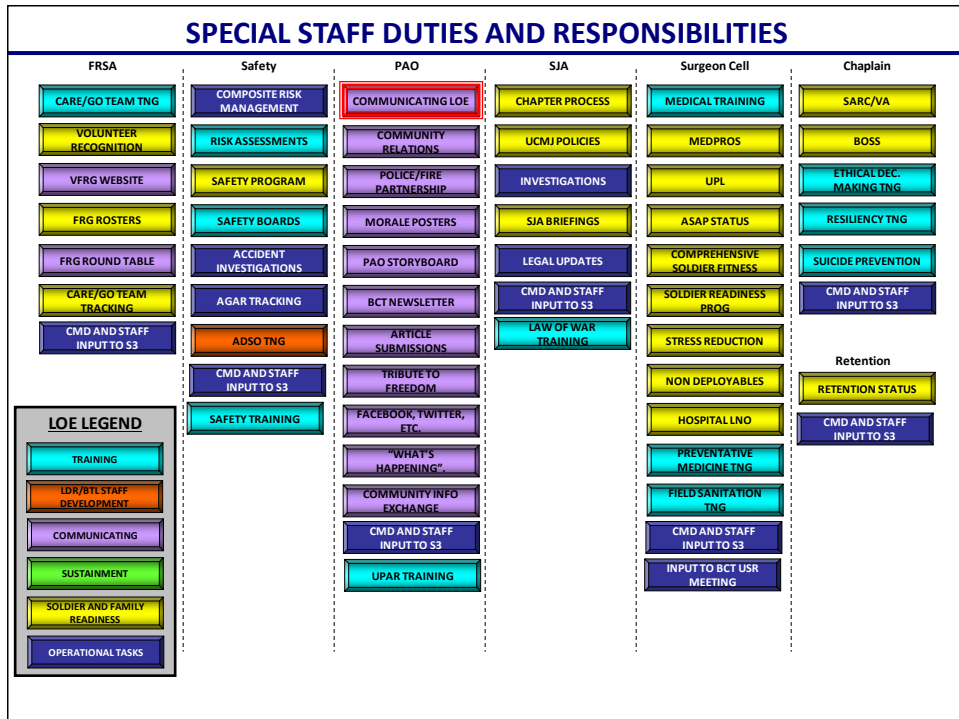 SPECIAL STAFF DUTIES AND RESPONSIBILITIES
FRSA
CARE/GO TEAM TNG
VOLUNTEER
RECOGNITION
VFRG WEBSITE
FRG ROSTERS
FRG ROUND TABLE
CARE/GO TEAM
TRACKING
CMD AND STAFF
INPUT TO S3
Safety
COMPOSITE RISK
MANAGEMENT
RISK ASSESSMENTS
SAFETY PROGRAM
SAFETY BOARDS
ACCIDENT
INVESTIGATIONS
AGAR TRACKING
ADSO TNG
CMD AND STAFF
INPUT TO S3
SAFETY TRAINING
PAO
COMMUNICATING LOE
COMMUNITY
RELATIONS
POLICE/FIRE
PARTNERSHIP
MORALE POSTERS
PAO STORYBOARD
BCT NEWSLETTER
ARTICLE
SUBMISSIONS
TRIBUTE TO
FREEDOM
FACEBOOK, TWITTER,
ETC.
“WHAT’S
HAPPENING”.
COMMUNITY INFO
EXCHANGE
CMD AND STAFF
INPUT TO S3
UPAR TRAINING
SJA
CHAPTER PROCESS
UCMJ POLICIES
INVESTIGATIONS
SJA BRIEFINGS
LEGAL UPDATES
CMD AND STAFF
INPUT TO S3
LAW OF WAR
TRAINING
Surgeon Cell
MEDICAL TRAINING
MEDPROS
UPL
ASAP STATUS
COMPREHENSIVE
SOLDIER FITNESS
SOLDIER READINESS
PROG
STRESS REDUCTION
NON DEPLOYABLES
HOSPITAL LNO
PREVENTATIVE
MEDICINE TNG
FIELD SANITATION
TNG
CMD AND STAFF
INPUT TO S3
INPUT TO BCT USR
MEETING
Chaplain
SARC/VA
BOSS
ETHICAL DEC.
MAKING TNG
RESILIENCY TNG
SUICIDE PREVENTION
CMD AND STAFF
INPUT TO S3
Retention
RETENTION STATUS
CMD AND STAFF
INPUT TO S3
LOE LEGEND
TRAINING
LDR/BTL STAFF
DEVELOPMENT
COMMUNICATING
SUSTAINMENT
SOLDIER AND FAMILY
READINESS
OPERATIONAL TASKS